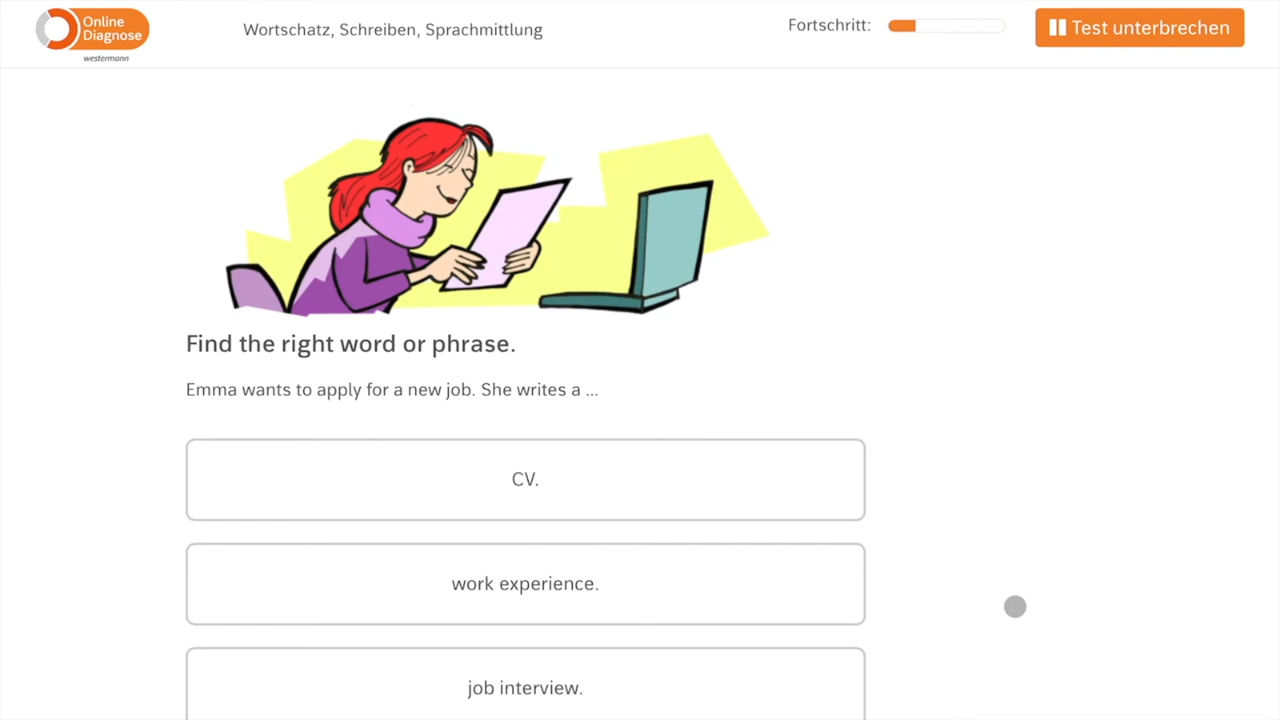 Online
Diagnose
westermann
Wortschatz, Schreiben, Sprachmittlung
Fortschritt:
Test unterbrechen
Find the right word or phrase.
Emma wants to apply for a new job. She writes a ...
CV.
work experience.
job interview.